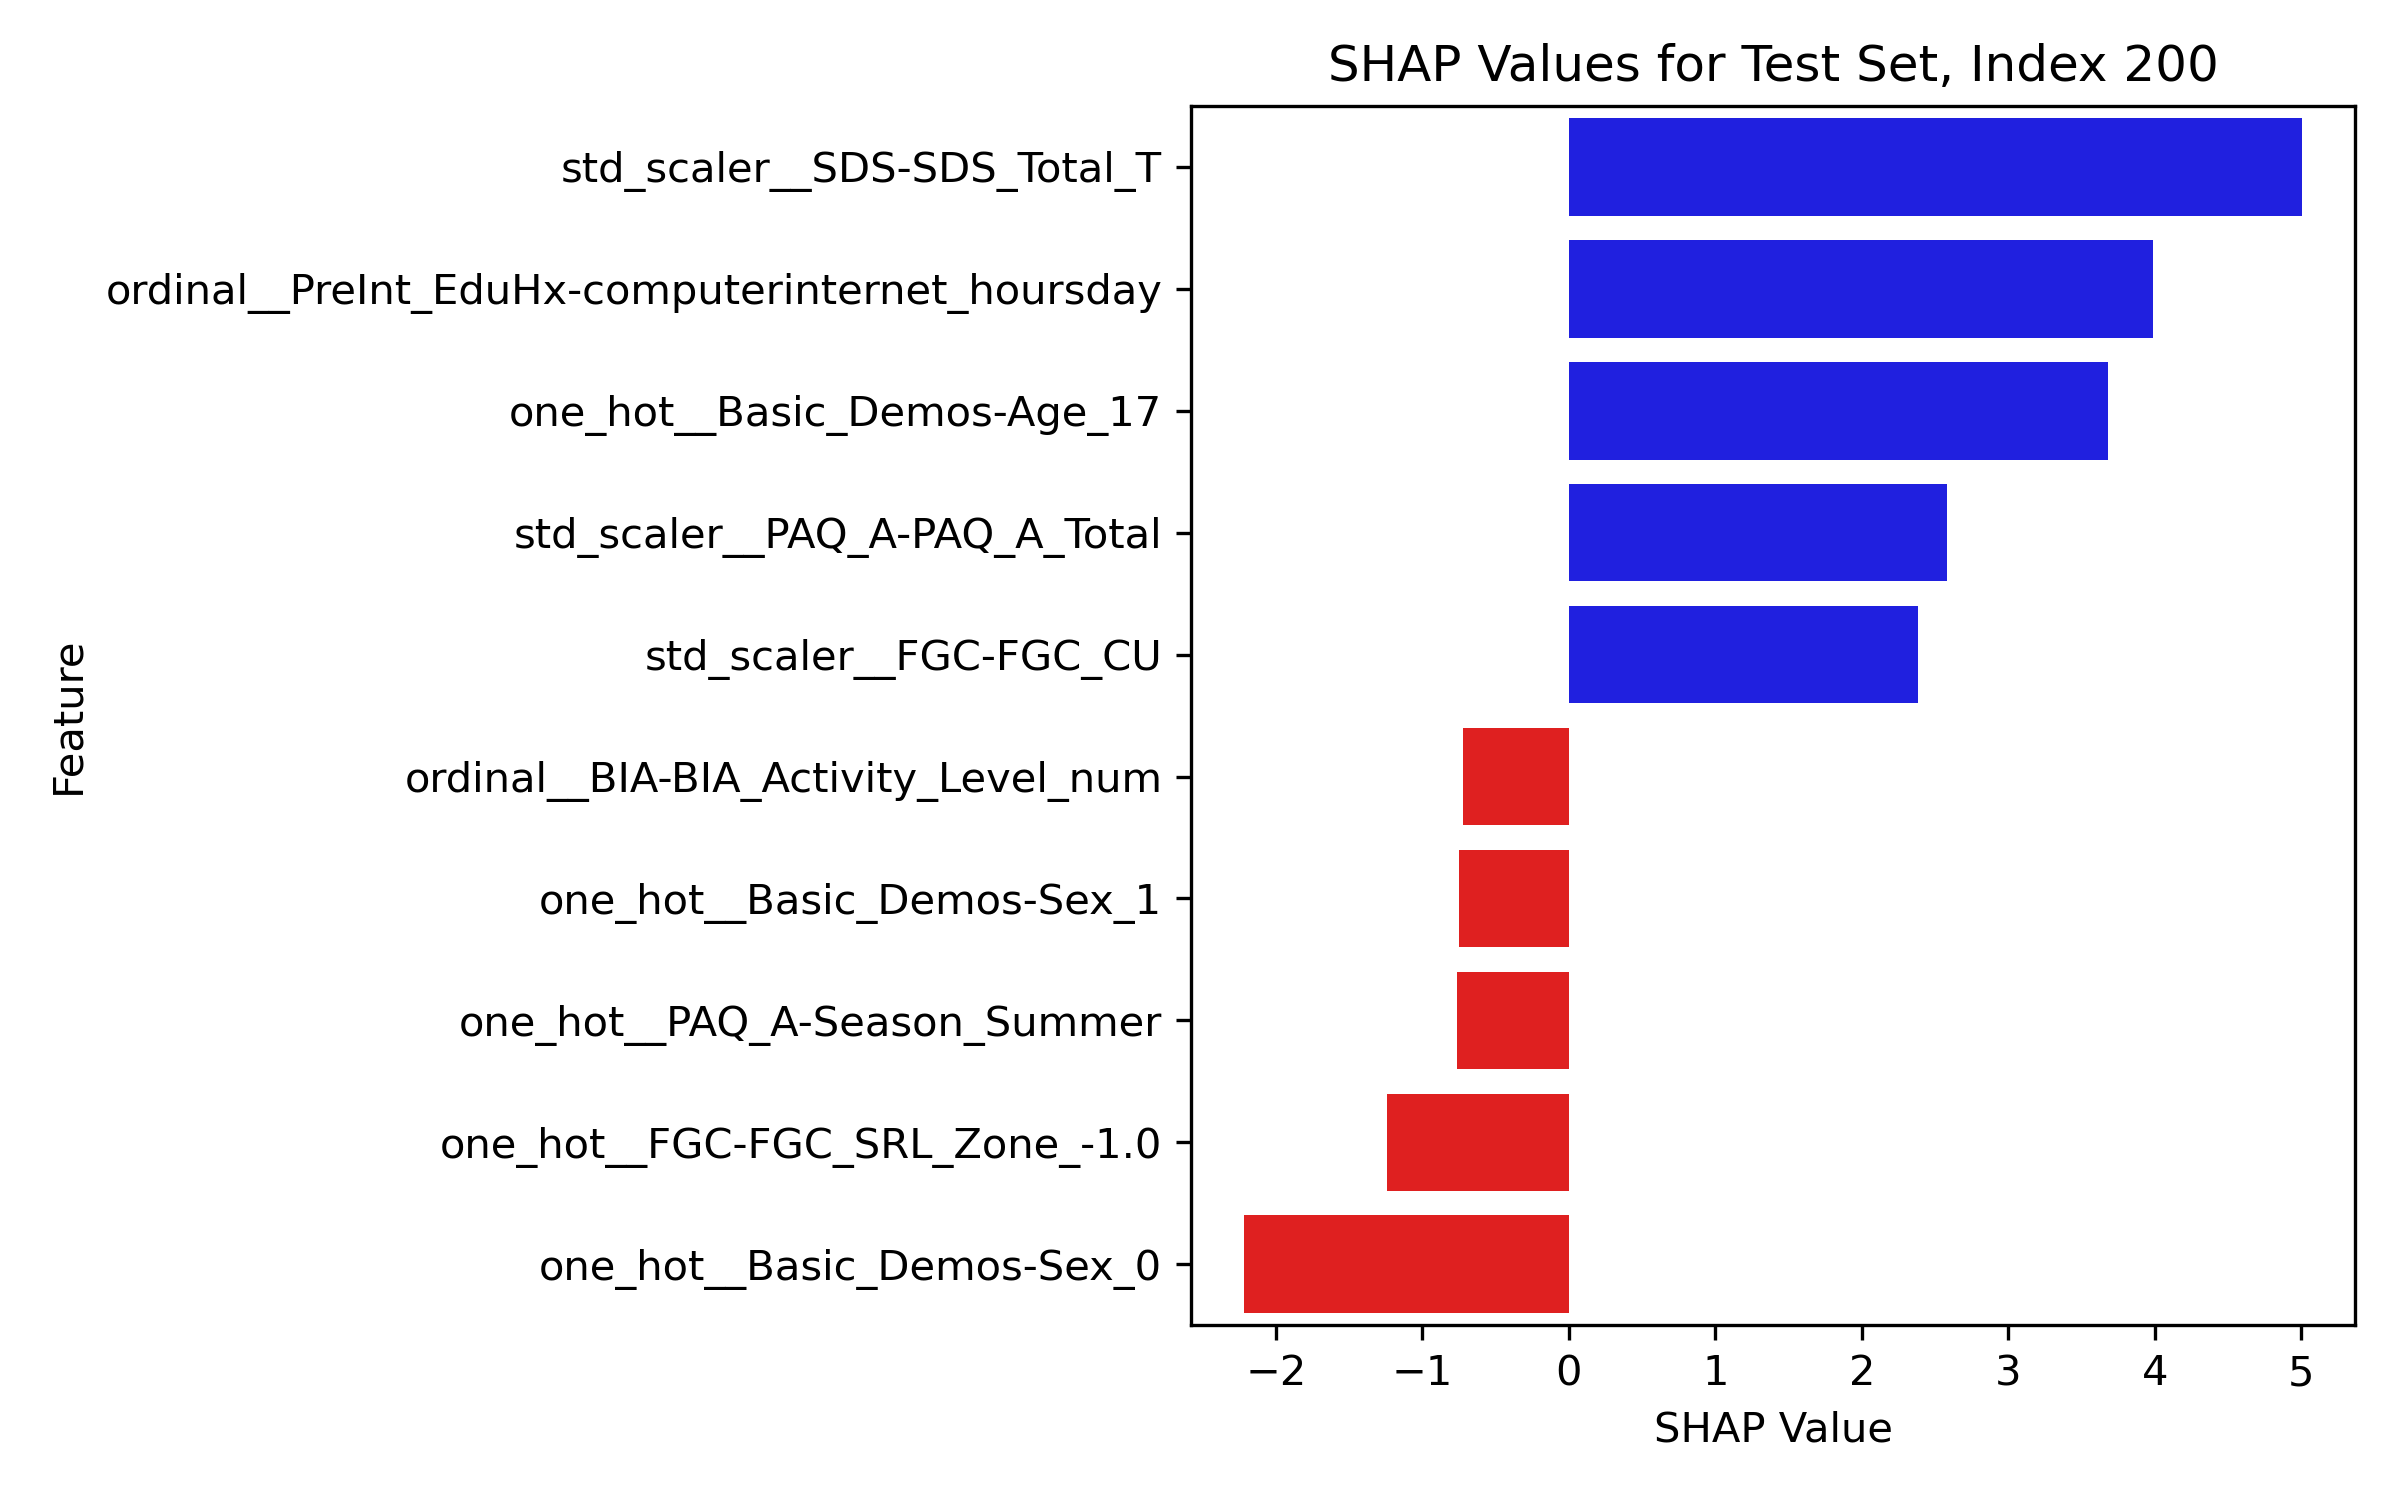 SHAP Values for Test Set, Index 200
std_scaler__SDS-SDS_Total_T
ordinal__PreInt_EduHx-computerinternet_hoursday
one_hot__Basic_Demos-Age_17
std_scaler__PAQ_A-PAQ_A_Total
std_scaler__FGC-FGC_CU
ordinal__BIA-BIA_Activity_Level_num
one_hot__Basic_Demos-Sex_1
one_hot__PAQ_A-Season_Summer
one_hot__FGC-FGC_SRL_Zone_-1.0
one_hot__Basic_Demos-Sex_0
Feature
−2 −1 0 1 2 3 4 5
SHAP Value